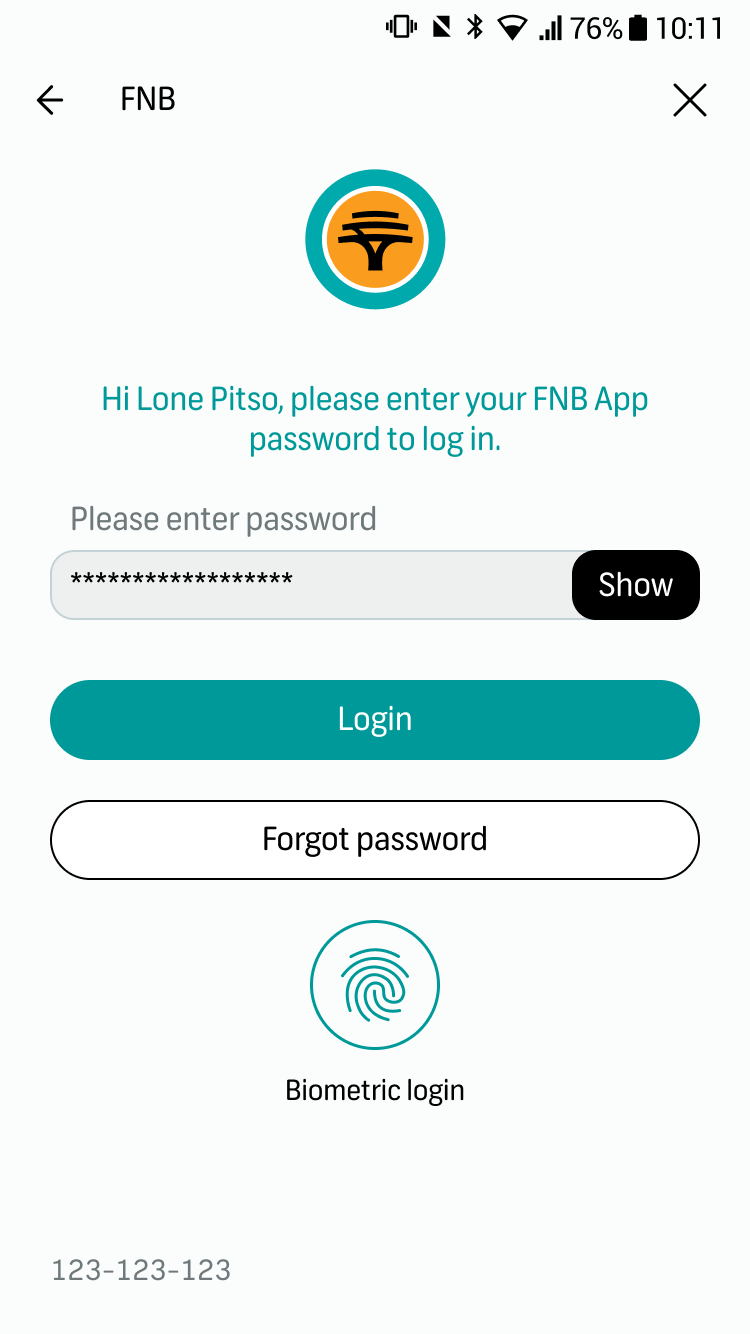 76% 10:11
FNB
Hi Lone Pitso, please enter your FNB App
password to log in.
Please enter password
******************
Show
Login
Forgot password
Biometric login
123-123-123